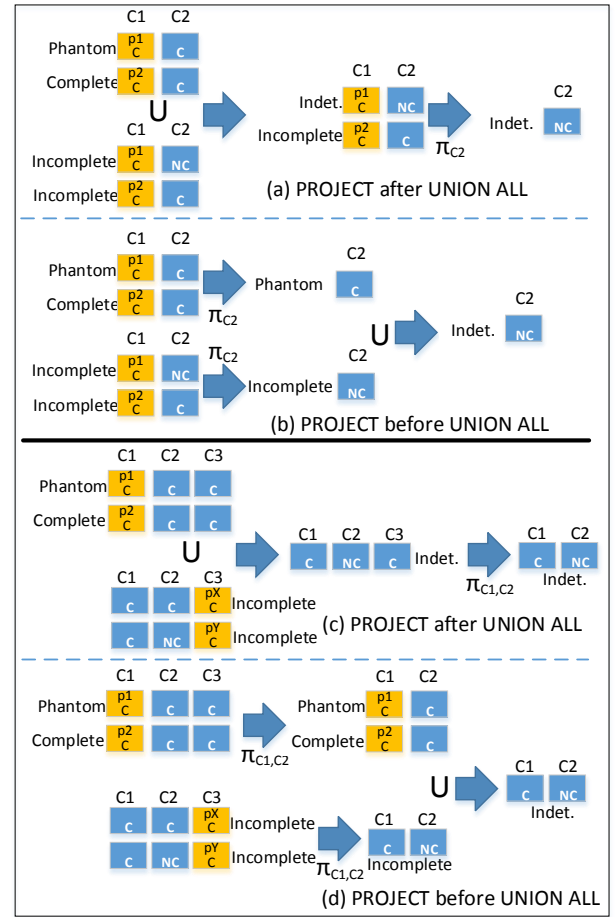 C1 C2
Phantom p1 C C
Complete p2 C C
U
C1 C2
Incomplete p1 C NC
Incomplete p2 C C
C1 C2
Indet. p1 C NC
Incomplete p2 C C
πC2
C2
Indet. NC
(a) PROJECT after UNION ALL
C1 C2
Phantom p1 C C
Complete p2 C C
πC2
C2
Phantom C
C1 C2
Incomplete p1 C NC
Incomplete p2 C C
πC2
C2
Incomplete NC
U
C2
Indet. NC
(b) PROJECT before UNION ALL
C1 C2 C3
Phantom p1 C C C
Complete p2 C C C
U
C1 C2 C3
C C pX C Incomplete
C NC pY C Incomplete
C1 C2 C3
C NC C Indet.
πC1,C2
C1 C2
C NC
Indet.
(c) PROJECT after UNION ALL
C1 C2 C3
Phantom p1 C C C
Complete p2 C C C
πC1,C2
C1 C2
Phantom p1 C C
Complete p2 C C
C1 C2 C3
C C pX C Incomplete
C NC pY C Incomplete
πC1,C2
C1 C2
C NC
Incomplete
U
C1 C2
C NC
Indet.
(d) PROJECT before UNION ALL